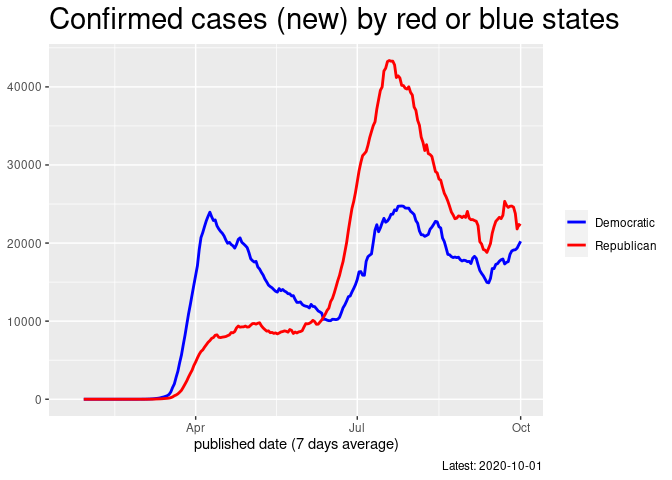 Confirmed cases (new) by red or blue states
40000
30000
20000
10000
0
Apr
Jul
Oct
published date (7 days average)
Democratic
Republican
Latest: 2020-10-01